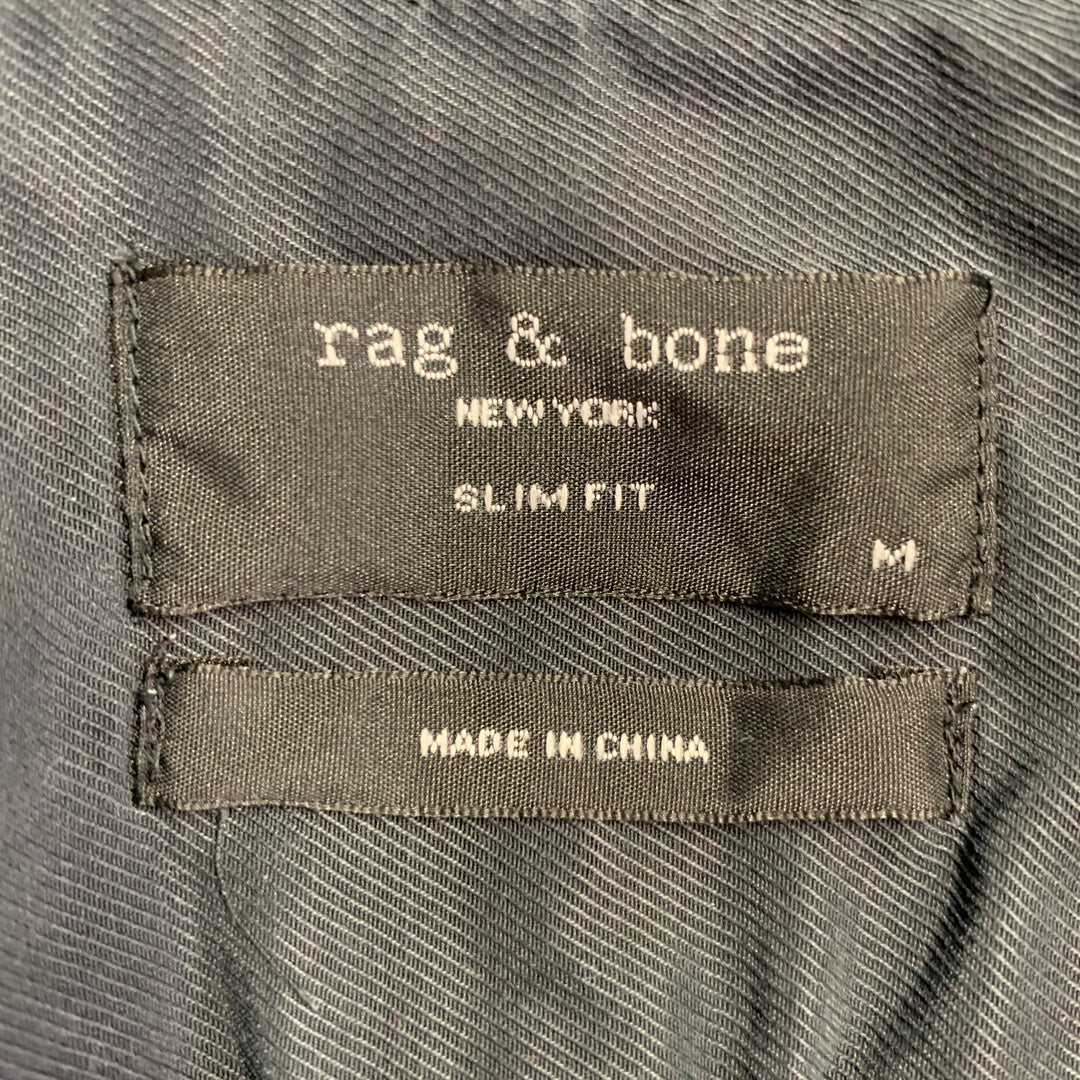 rag & bone
NEW YORK
SLIM FIT
M
MADE IN CHINA